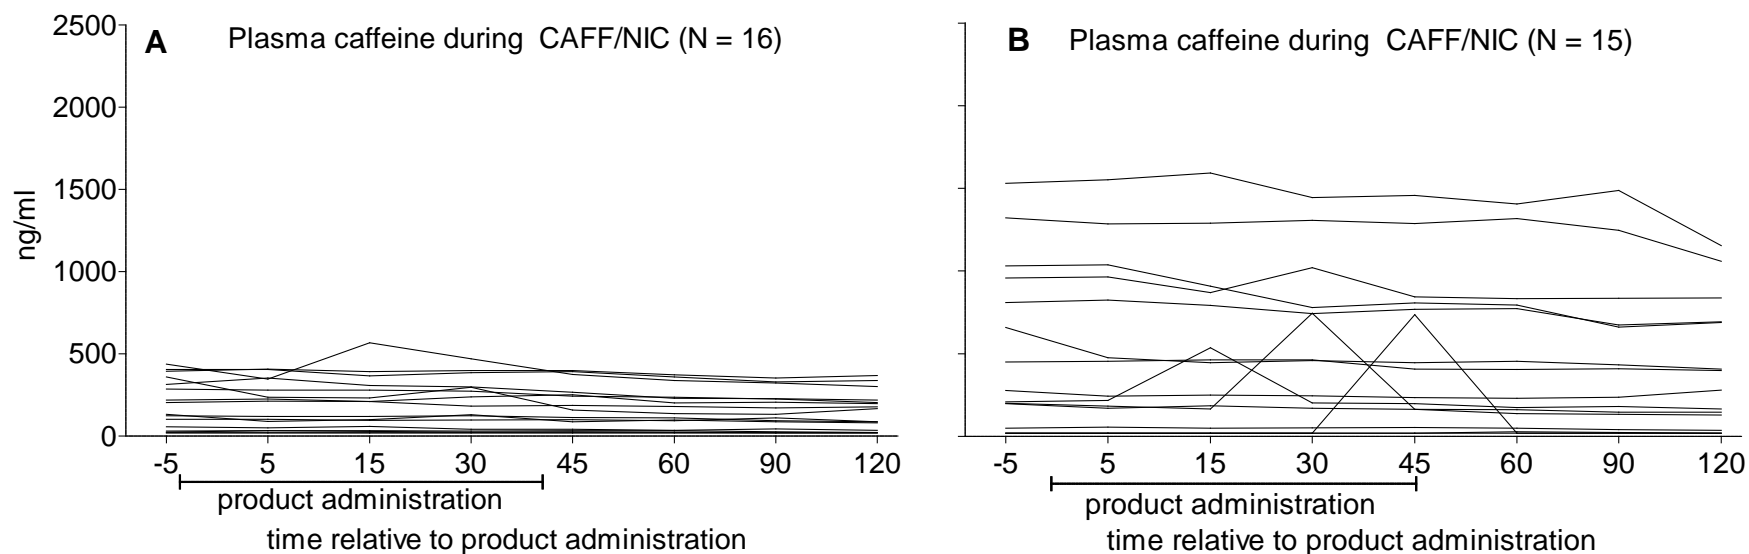 A Plasma caffeine during CAFF/NIC (N = 16)
2500
2000
1500
1000
500
0
ng/ml
-5 5 15 30 45 60 90 120
product administration
time relative to product administration
B Plasma caffeine during CAFF/NIC (N = 15)
-5 5 15 30 45 60 90 120
product administration
time relative to product administration